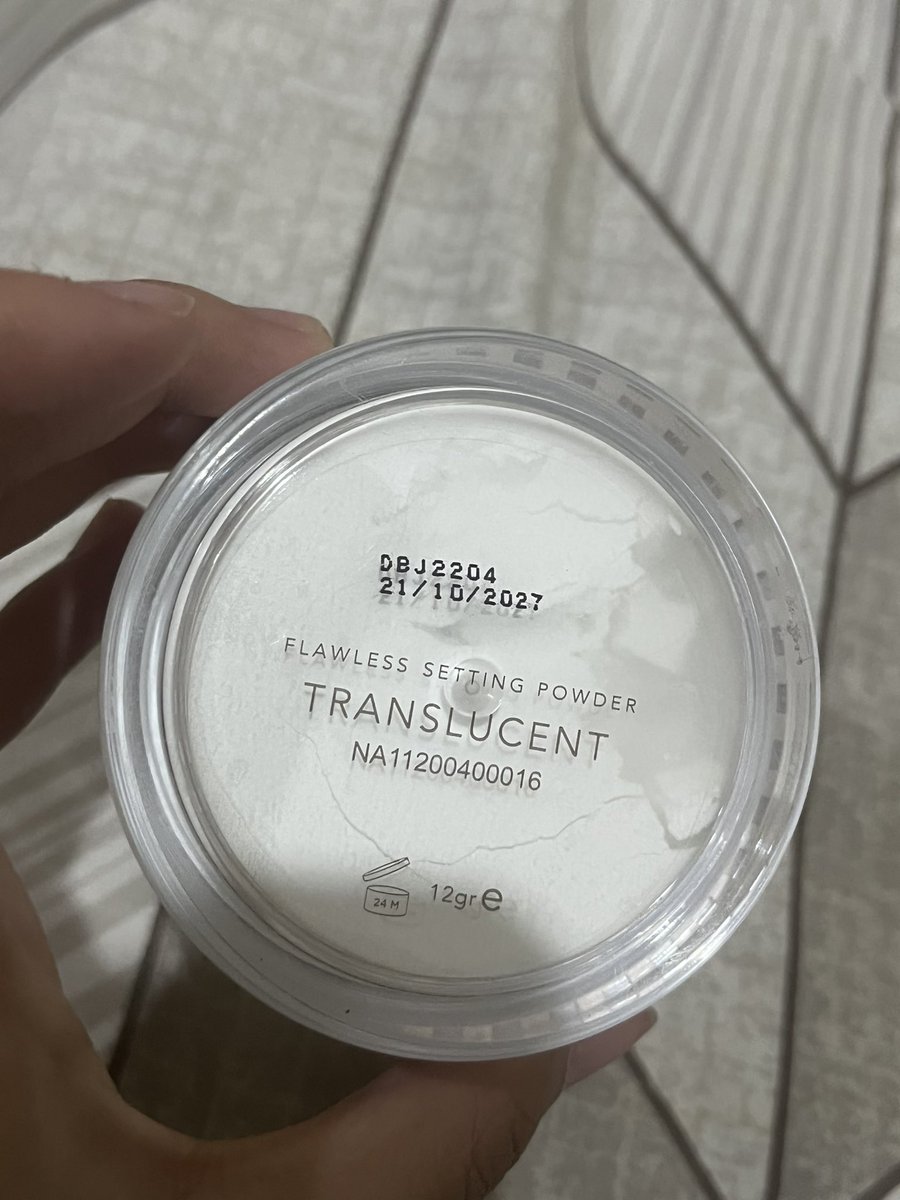 DBJ2204
21/10/2027
FLAWLESS SETTING POWDER
TRANSLUCENT
NA11200400016
24 M
12gr e